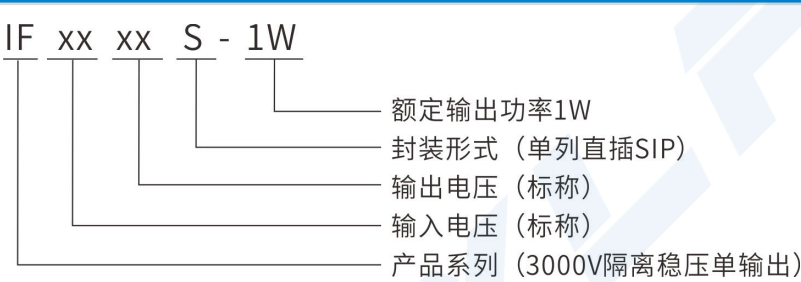 IF xx xx S - 1W
额定输出功率1W
封装形式（单列直插SIP）
输出电压（标称）
输入电压（标称）
产品系列（3000V隔离稳压单输出）